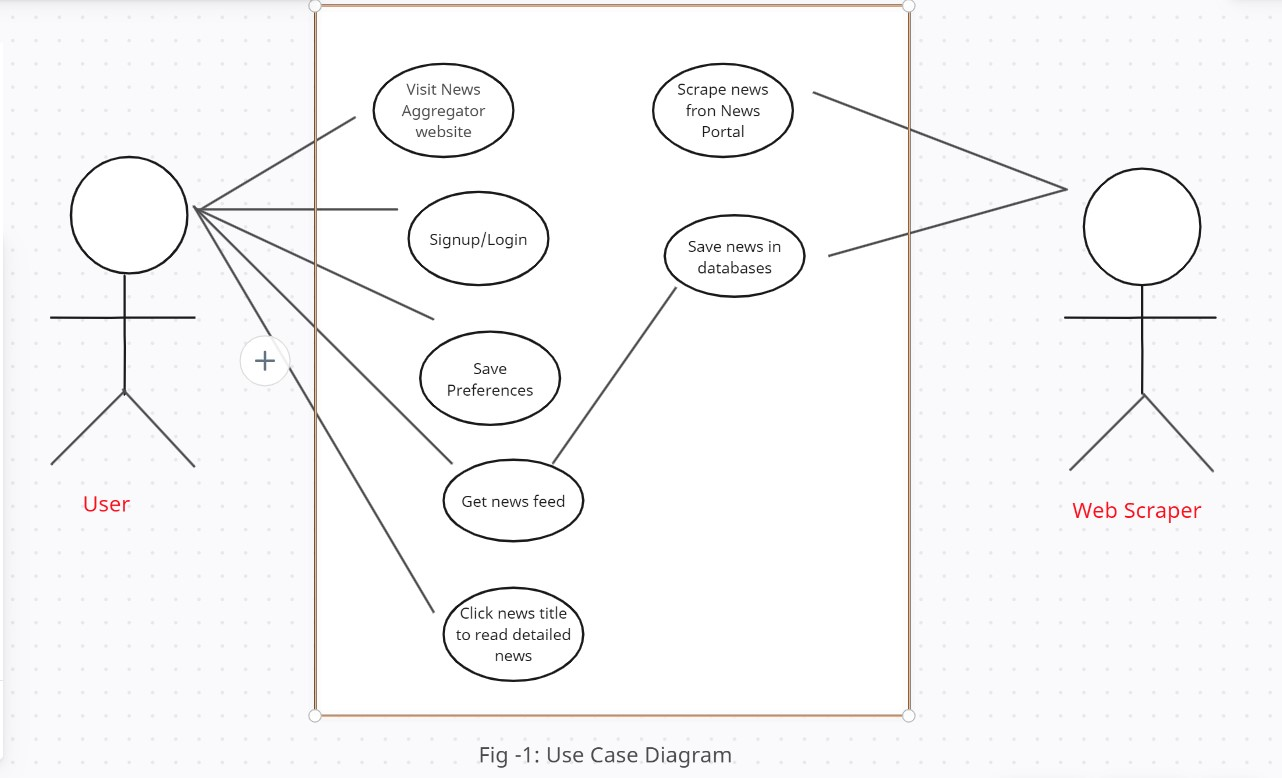 Visit News
Aggregator
website
Scrape news
fron News
Portal
Signup/Login
Save news in
databases
Save
Preferences
Get news feed
Click news title
to read detailed
news
User
Web Scraper
Fig -1: Use Case Diagram